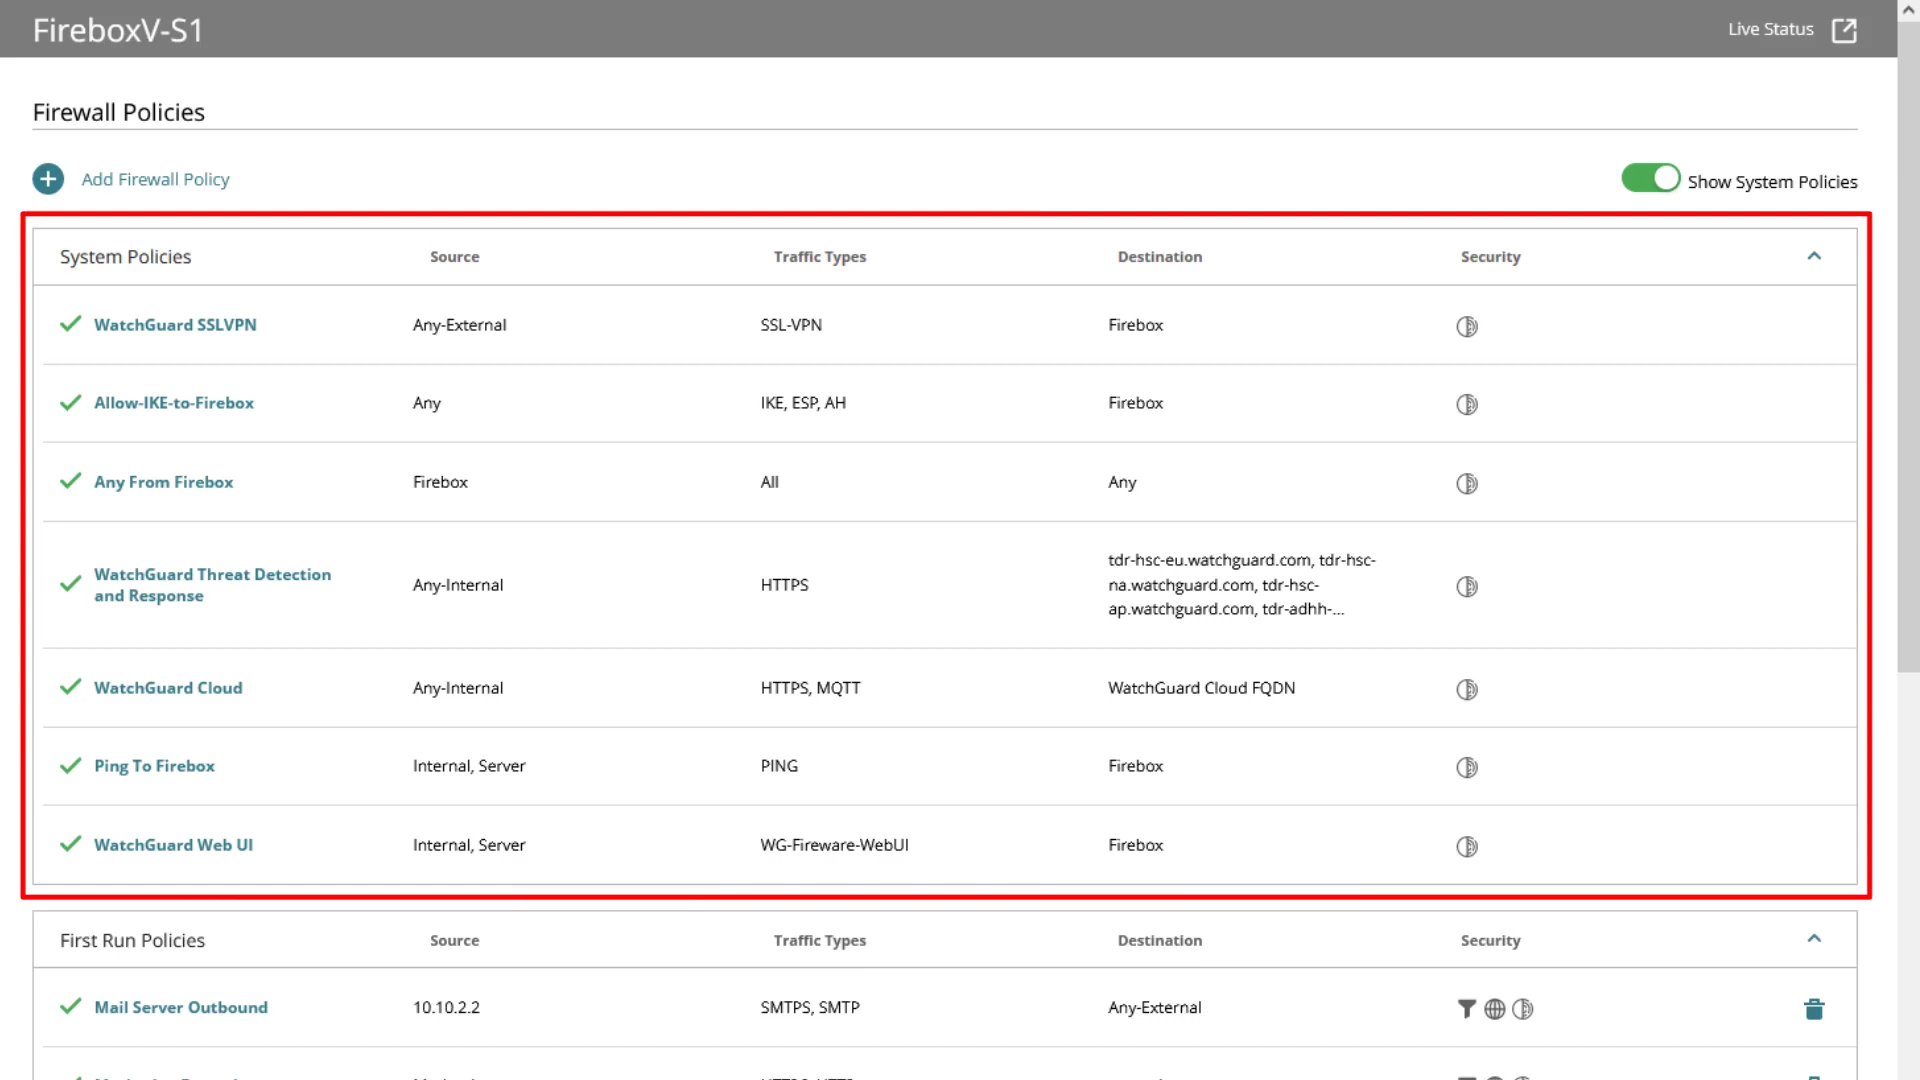 FireboxV-S1
Live Status
Firewall Policies
Add Firewall Policy
Show System Policies
System Policies Source Traffic Types Destination Security
WatchGuard SSLVPN Any-External SSL-VPN Firebox
Allow-IKE-to-Firebox Any IKE, ESP, AH Firebox
Any From Firebox Firebox All Any
WatchGuard Threat Detection
and Response
Any-Internal
HTTPS
tdr-hsc-eu.watchguard.com, tdr-hsc-
na.watchguard.com, tdr-hsc-
ap.watchguard.com, tdr-adhh-...
WatchGuard Cloud Any-Internal HTTPS, MQTT WatchGuard Cloud FQDN
Ping To Firebox Internal, Server PING Firebox
WatchGuard Web UI Internal, Server WG-Fireware-WebUI Firebox
First Run Policies Source Traffic Types Destination Security
Mail Server Outbound 10.10.2.2 SMTPS, SMTP Any-External